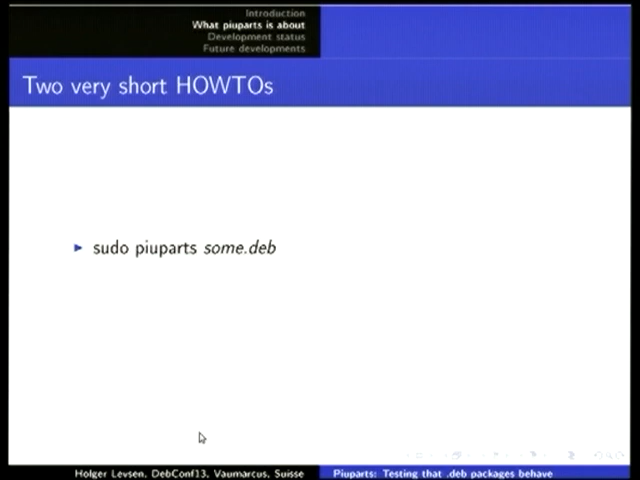 Introduction
What piuparts is about
Development status
Future developments
Two very short HOWTOs
sudo piuparts some.deb
Holger Levsen, DebConf13, Vaumarcus, Suisse
Piuparts: Testing that .deb packages behave